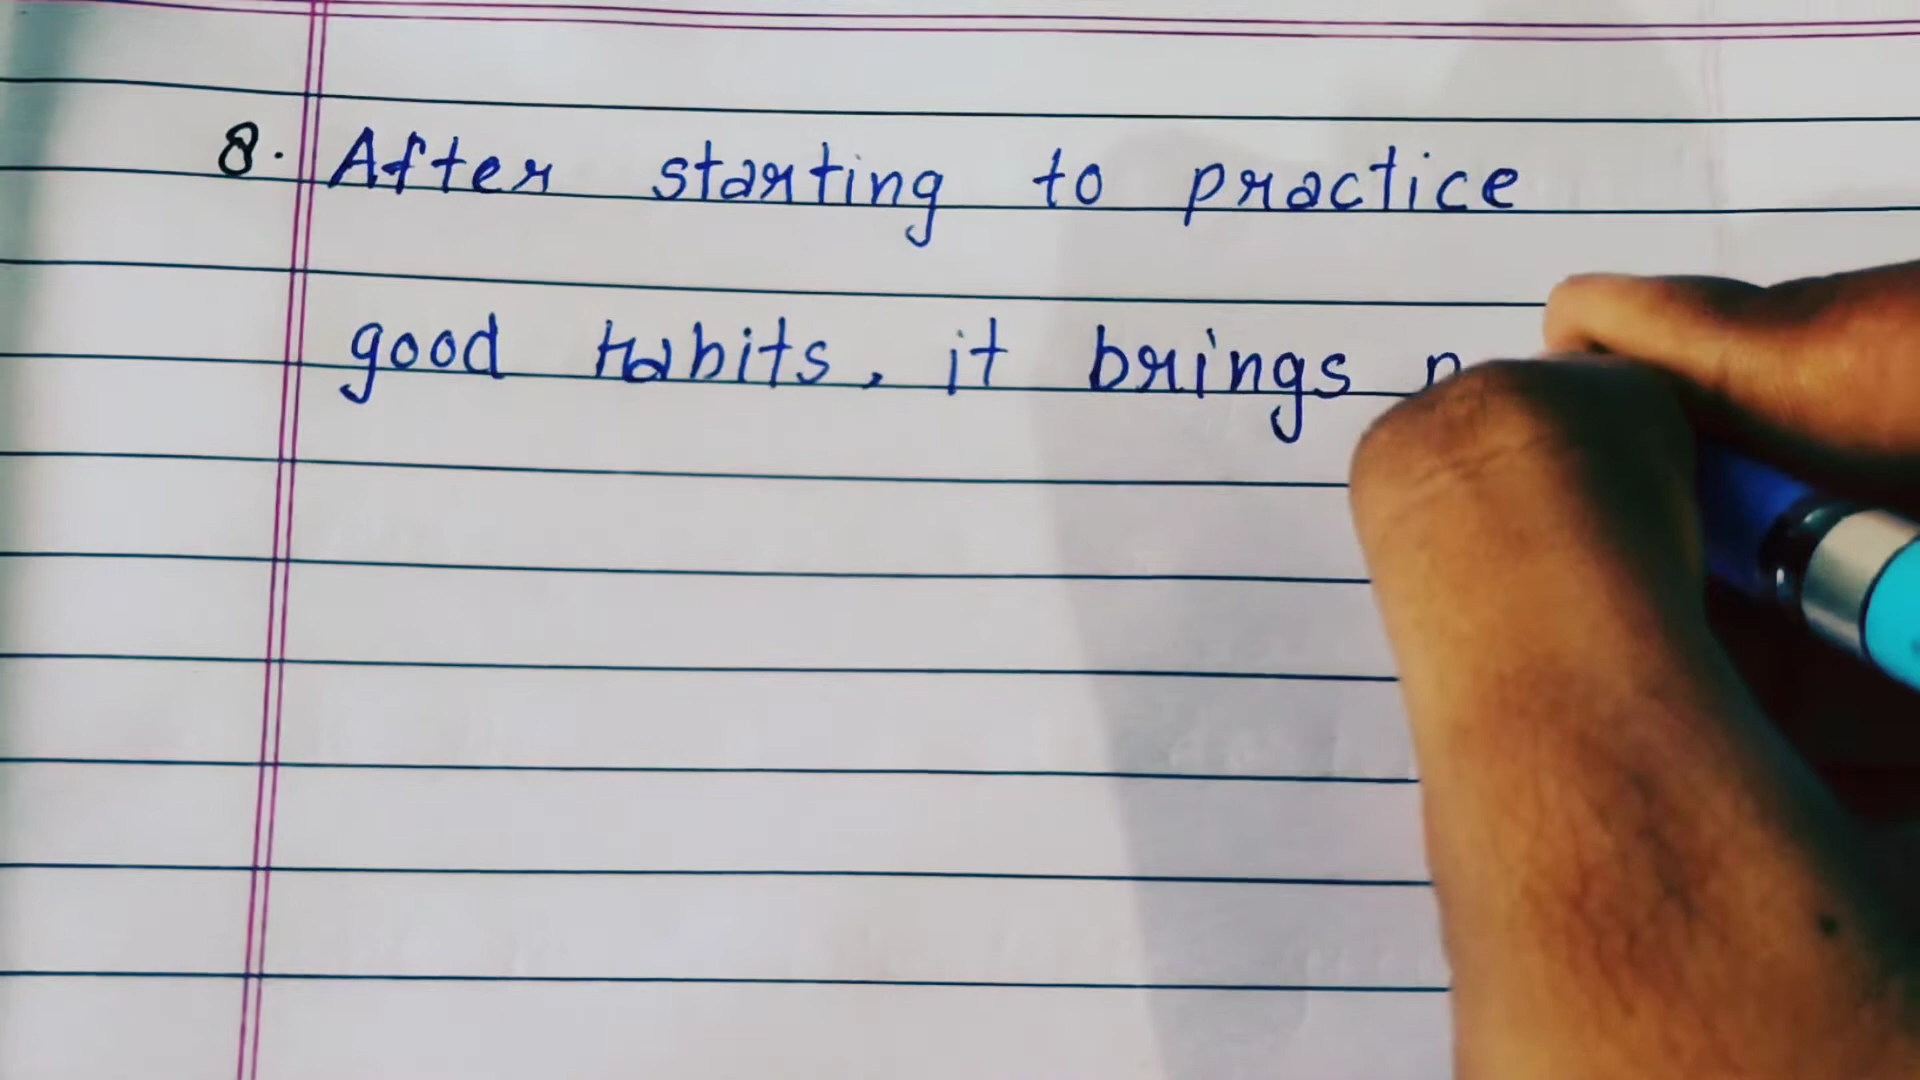 8. After starting to practice
good habits, it brings